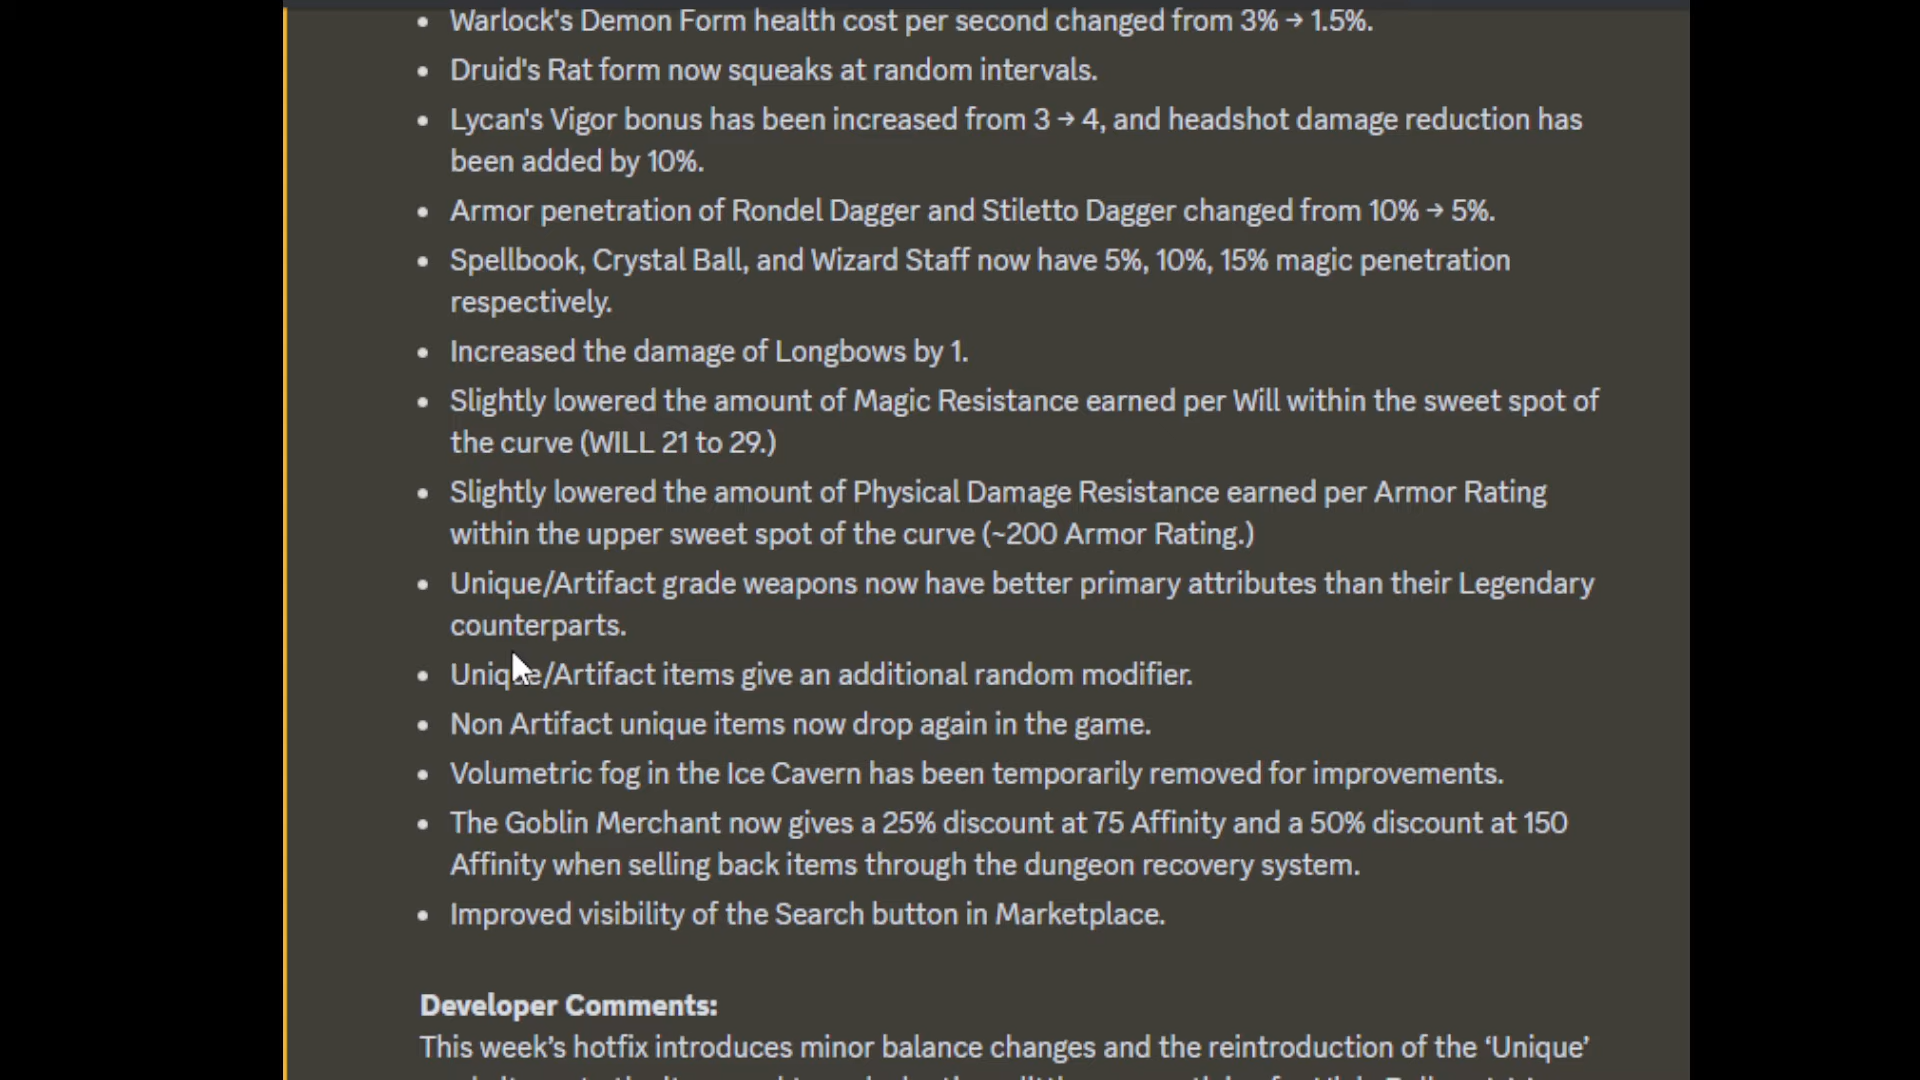 • Warlock's Demon Form health cost per second changed from 3% → 1.5%.
• Druid's Rat form now squeaks at random intervals.
• Lycan's Vigor bonus has been increased from 3 → 4, and headshot damage reduction has
been added by 10%.
• Armor penetration of Rondel Dagger and Stiletto Dagger changed from 10% → 5%.
• Spellbook, Crystal Ball, and Wizard Staff now have 5%, 10%, 15% magic penetration
respectively.
• Increased the damage of Longbows by 1.
• Slightly lowered the amount of Magic Resistance earned per Will within the sweet spot of
the curve (WILL 21 to 29.)
• Slightly lowered the amount of Physical Damage Resistance earned per Armor Rating
within the upper sweet spot of the curve (~200 Armor Rating.)
• Unique/Artifact grade weapons now have better primary attributes than their Legendary
counterparts.
• Unique/Artifact items give an additional random modifier.
• Non Artifact unique items now drop again in the game.
• Volumetric fog in the Ice Cavern has been temporarily removed for improvements.
• The Goblin Merchant now gives a 25% discount at 75 Affinity and a 50% discount at 150
Affinity when selling back items through the dungeon recovery system.
• Improved visibility of the Search button in Marketplace.
Developer Comments:
This week’s hotfix introduces minor balance changes and the reintroduction of the ‘Unique’